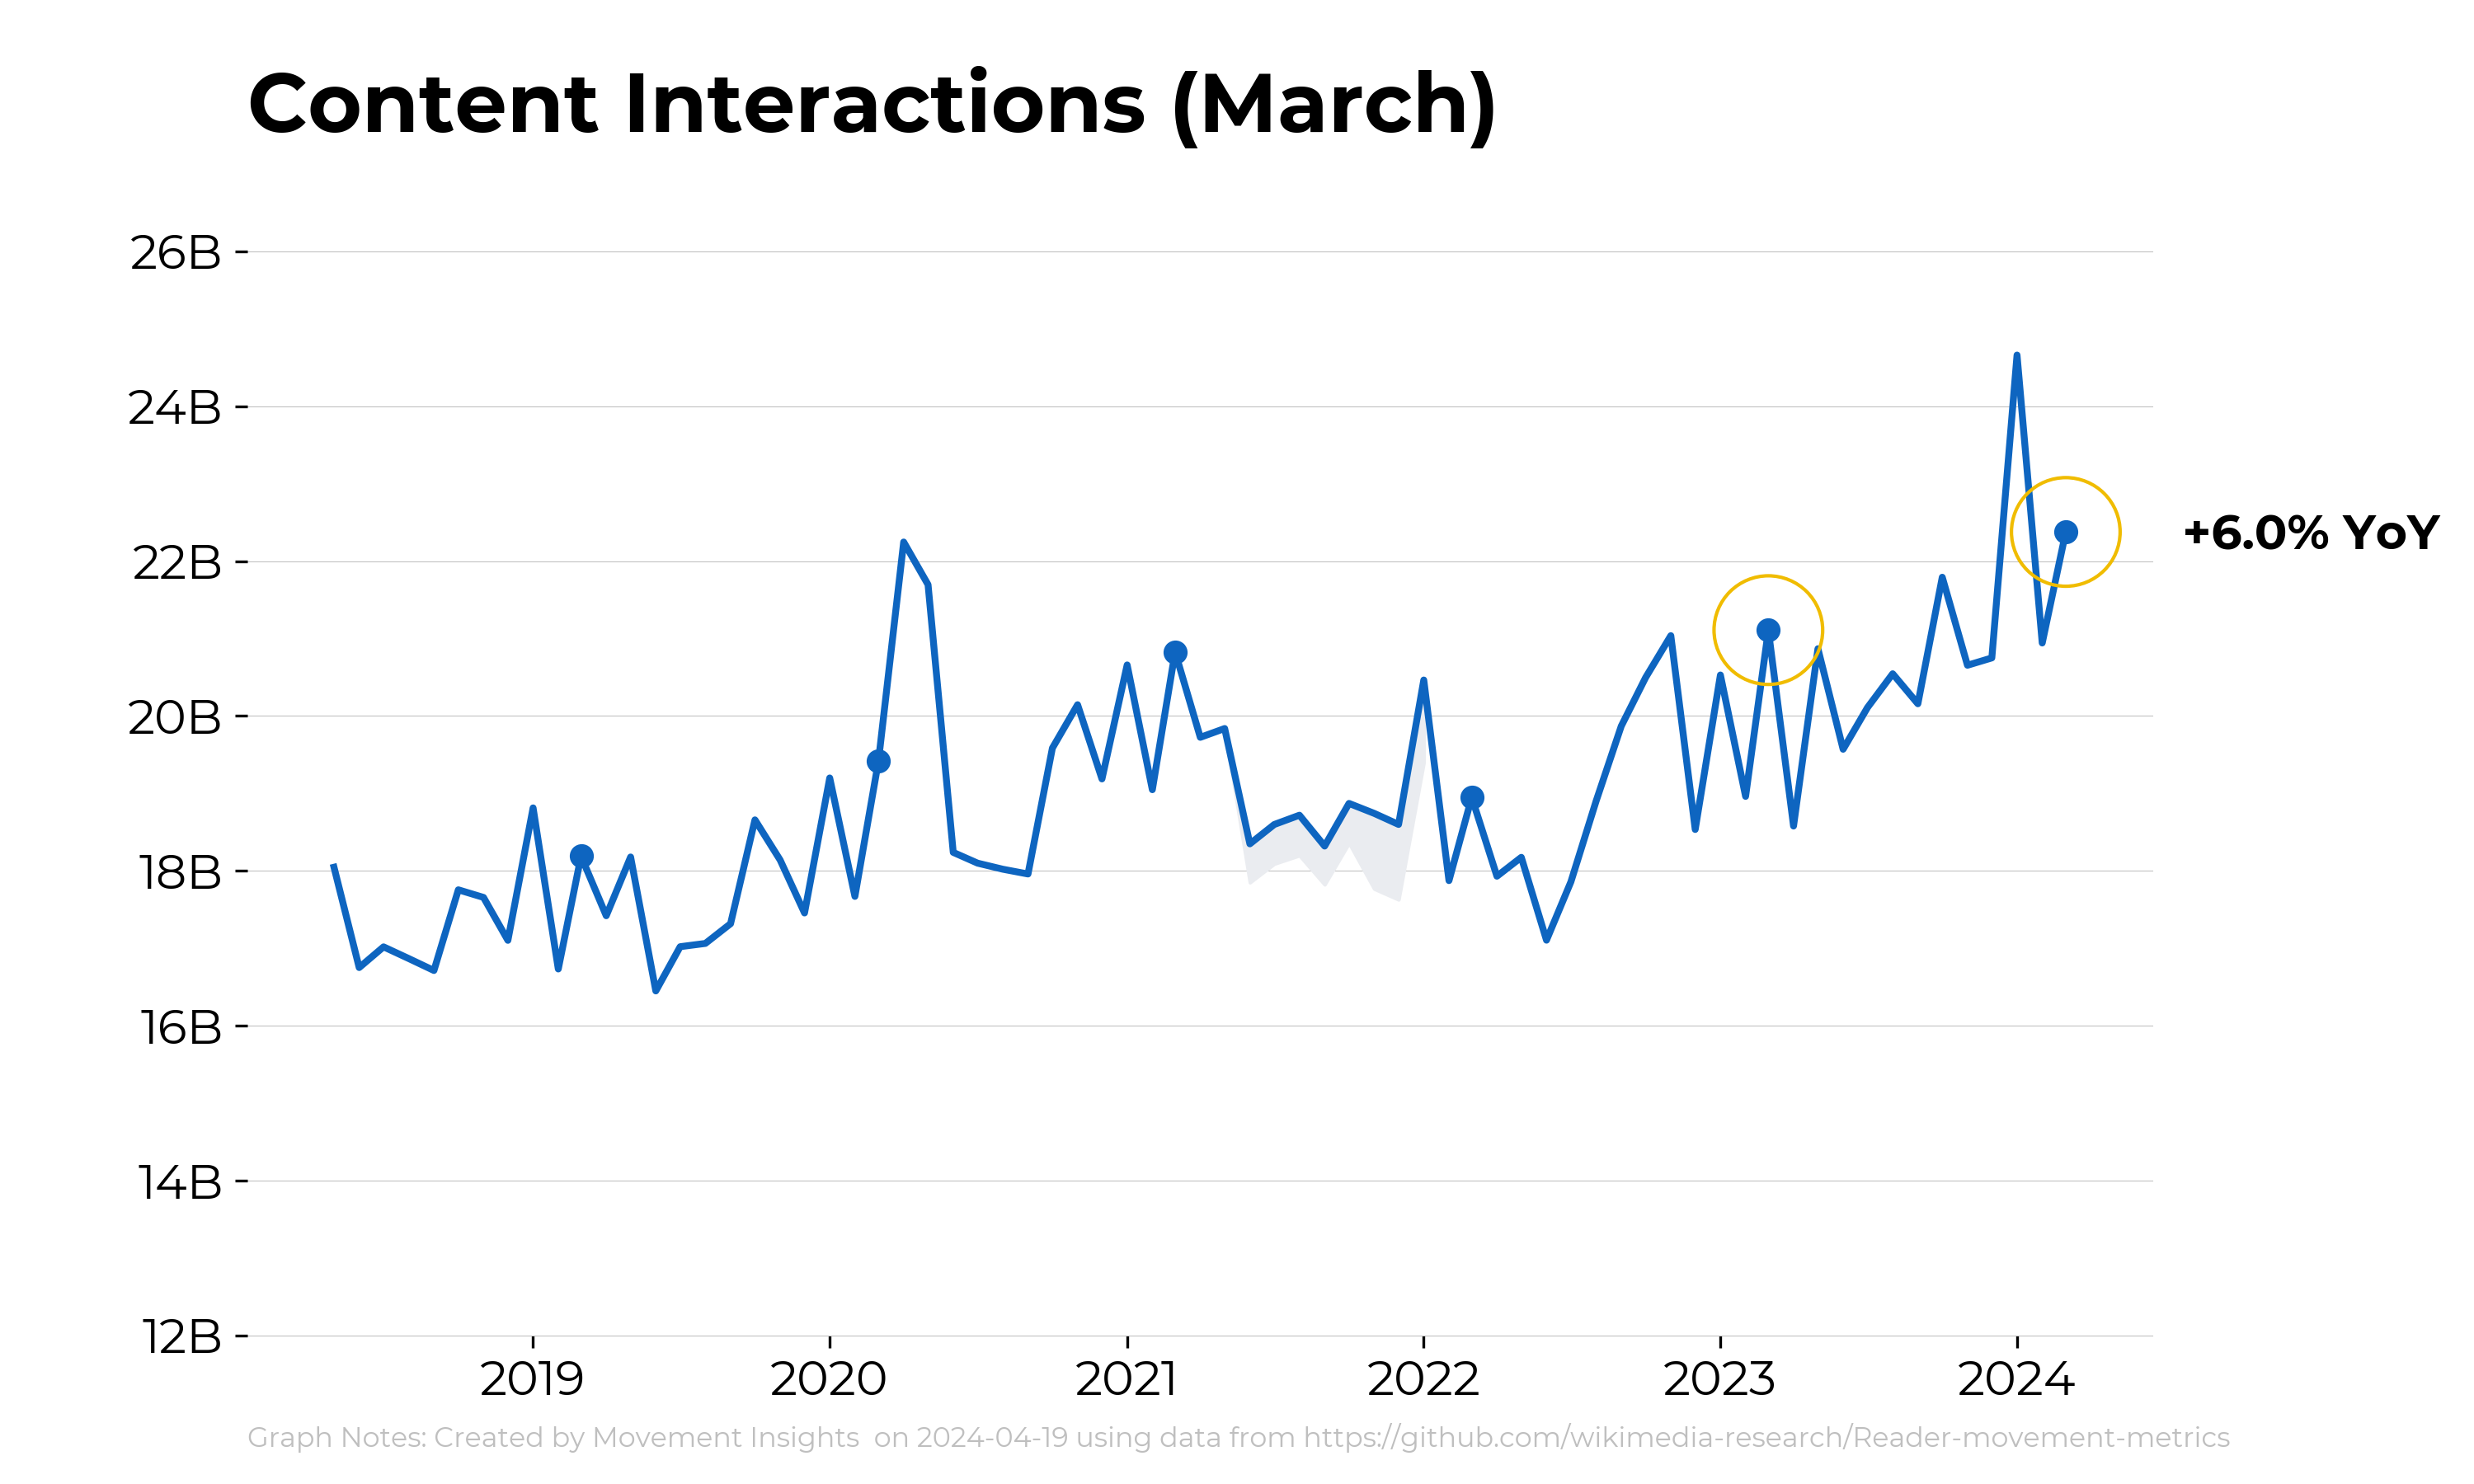 Content Interactions (March)
26B
24B
22B
+6.0% YoY
20B
18B
16B
14B
12B
2019 2020 2021 2022 2023 2024
Graph Notes: Created by Movement Insights  on 2024-04-19 using data from https://github.com/wikimedia-research/Reader-movement-metrics